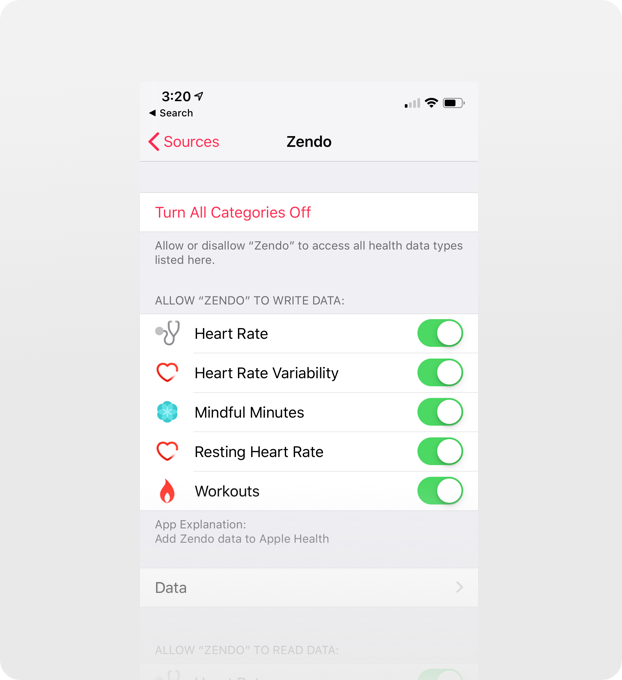 3:20
◀ Search
Sources
Zendo
Turn All Categories Off
Allow or disallow “Zendo” to access all health data types
listed here.
ALLOW “ZENDO” TO WRITE DATA:
Heart Rate
Heart Rate Variability
Mindful Minutes
Resting Heart Rate
Workouts
App Explanation:
Add Zendo data to Apple Health
Data
ALLOW “ZENDO” TO READ DATA: